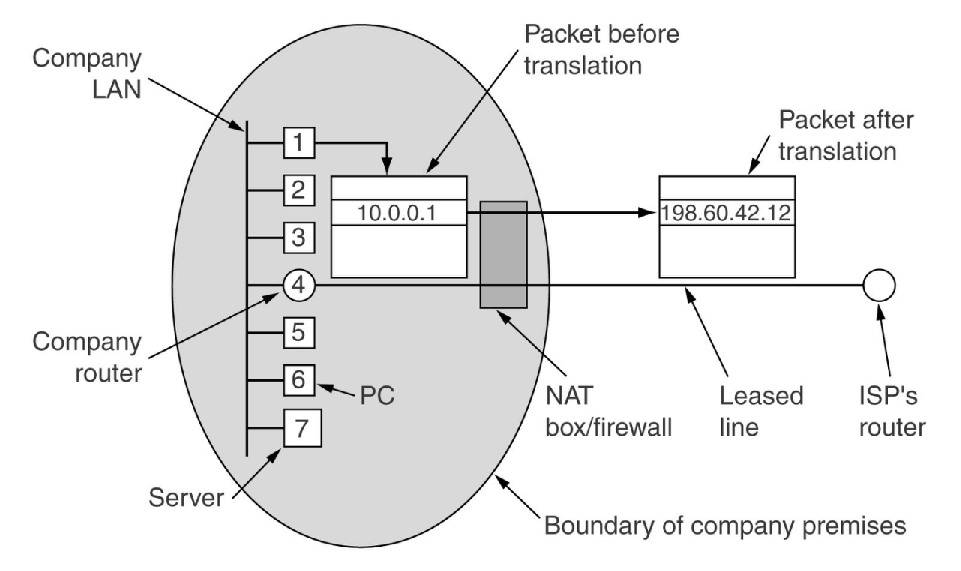 Packet before
translation
Company
LAN
Packet after
translation
1
2
10.0.0.1
198.60.42.12
3
4
Company
router
5
6
PC
NAT
box/firewall
Leased
line
ISP's
router
7
Server
Boundary of company premises